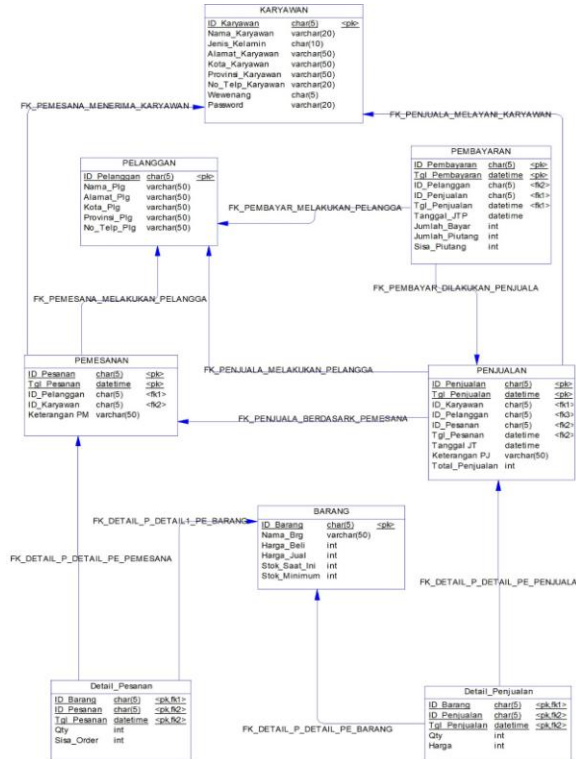 KARYAWAN
ID_Karyawan char(5) <pk>
Nama_Karyawan varchar(20)
Jenis_Kelamin char(10)
Alamat_Karyawan varchar(50)
Kota_Karyawan varchar(50)
Provinsi_Karyawan varchar(50)
No_Telp_Karyawan varchar(20)
Wewenang char(5)
Password varchar(20)
FK_PEMESANA_MENERIMA_KARYAWAN
FK_PENJUALA_MELAYANI_KARYAWAN
PELANGGAN
ID_Pelanggan char(5) <pk>
Nama_Plg varchar(50)
Alamat_Plg varchar(50)
Kota_Plg varchar(50)
Provinsi_Plg varchar(50)
No_Telp_Plg varchar(50)
PEMBAYARAN
ID_Pembayaran char(5) <pk>
Tgl_Pembayaran datetime <pk>
ID_Pelanggan char(5) <fk2>
ID_Penjualan char(5) <fk1>
Tgl_Penjualan datetime <fk1>
Tanggal_JTP datetime
Jumlah_Bayar int
Jumlah_Piutang int
Sisa_Piutang int
FK_PEMBAYAR_MELAKUKAN_PELANGGA
FK_PEMBAYAR_DILAKUKAN_PENJUALA
FK_PEMESANA_MELAKUKAN_PELANGGA
PEMESANAN
ID_Pesanan char(5) <pk>
Tgl_Pesanan datetime <pk>
ID_Pelanggan char(5) <fk1>
ID_Karyawan char(5) <fk2>
Keterangan PM varchar(50)
FK_PENJUALA_MELAKUKAN_PELANGGA
PENJUALAN
ID_Penjualan char(5) <pk>
Tgl_Penjualan datetime <pk>
ID_Karyawan char(5) <fk1>
ID_Pelanggan char(5) <fk3>
ID_Pesanan char(5) <fk2>
Tgl_Pesanan datetime <fk2>
Tanggal JT datetime
Keterangan PJ varchar(50)
Total_Penjualan int
FK_PENJUALA_BERDASARK_PEMESANA
BARANG
ID_Barang char(5) <pk>
Nama_Brg varchar(50)
Harga_Beli int
Harga_Jual int
Stok_Saat_Ini int
Stok_Minimum int
FK_DETAIL_P_DETAIL1_PE_BARANG
FK_DETAIL_P_DETAIL_PE_PEMESANA
FK_DETAIL_P_DETAIL_PE_PENJUALA
Detail_Pesanan
ID_Barang char(5) <pk,fk1>
ID_Pesanan char(5) <pk,fk2>
Tgl_Pesanan datetime <pk,fk2>
Qty int
Sisa_Order int
FK_DETAIL_P_DETAIL_PE_BARANG
Detail_Penjualan
ID_Barang char(5) <pk,fk1>
ID_Penjualan char(5) <pk,fk2>
Tgl_Penjualan datetime <pk,fk2>
Qty int
Harga int